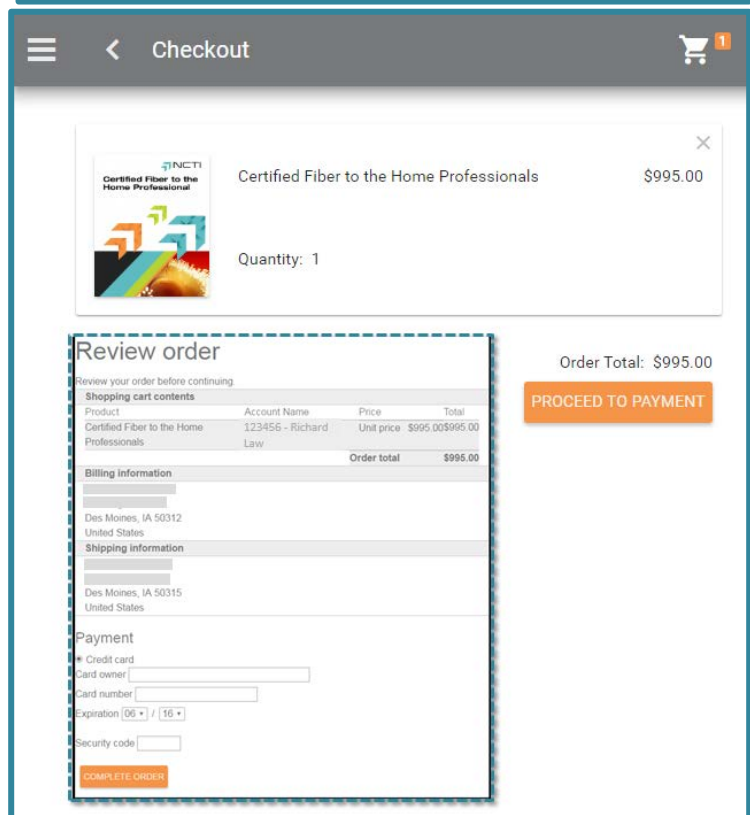 Checkout
1
NCTI
Certified Fiber to the
Home Professional
Certified Fiber to the Home Professionals $995.00
Quantity: 1
Review order
Review your order before continuing.
Shopping cart contents
Product Account Name Price Total
Certified Fiber to the Home 123456 - Richard Unit price $995.00 $995.00
Professionals Law
Order total $995.00
Billing information
Des Moines, IA 50312
United States
Shipping information
Des Moines, IA 50315
United States
Payment
Credit card
Card owner
Card number
Expiration 06 / 16
Security code
COMPLETE ORDER
Order Total: $995.00
PROCEED TO PAYMENT